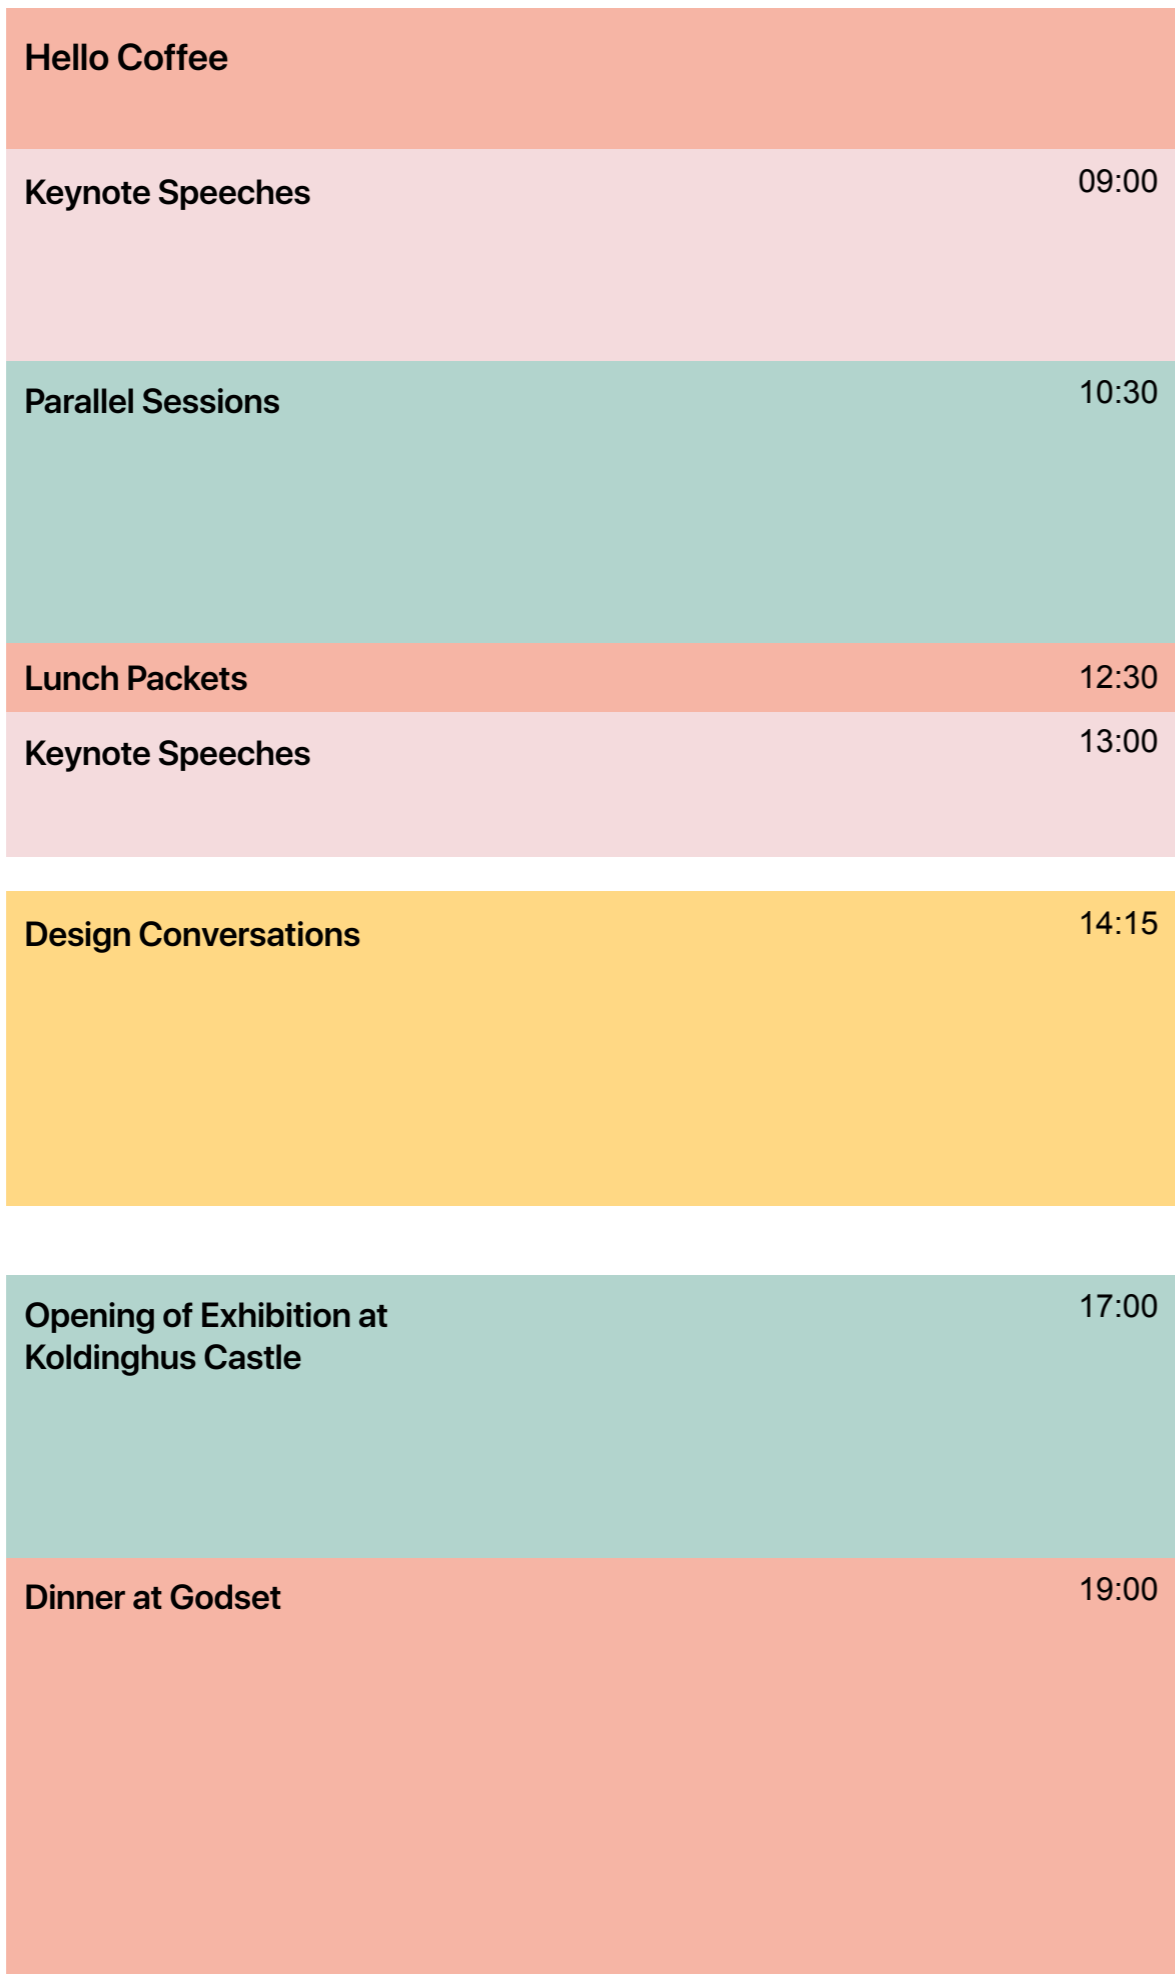 Hello Coffee
Keynote Speeches 09:00
Parallel Sessions 10:30
Lunch Packets 12:30
Keynote Speeches 13:00
Design Conversations 14:15
Opening of Exhibition at 17:00
Koldinghus Castle
Dinner at Godset 19:00